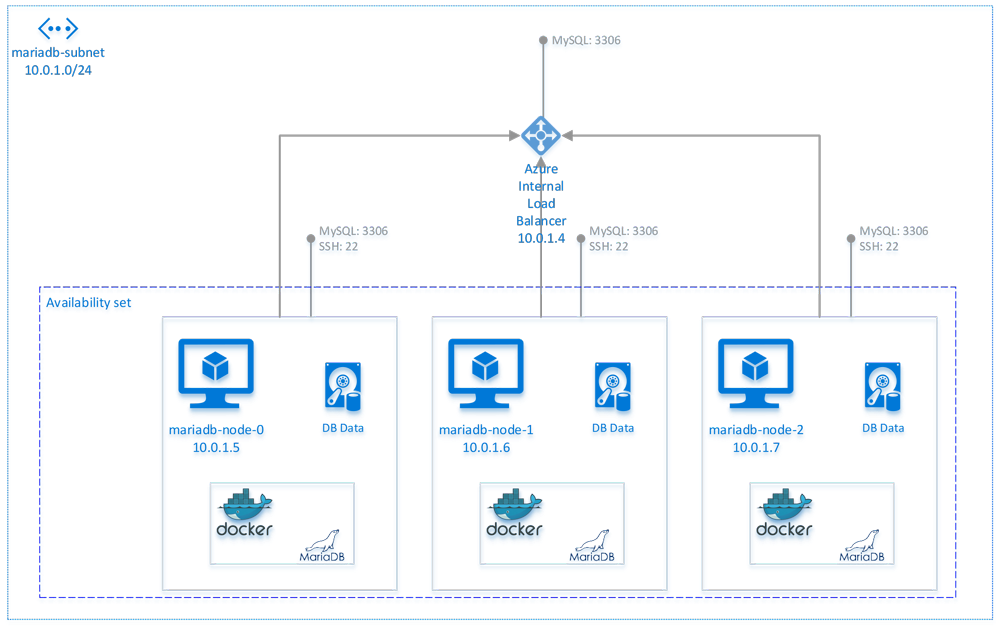 mariadb-subnet
10.0.1.0/24
MySQL: 3306
Azure
Internal
Load
Balancer
10.0.1.4
MySQL: 3306
SSH: 22
MySQL: 3306
SSH: 22
MySQL: 3306
SSH: 22
Availability set
mariadb-node-0
10.0.1.5
DB Data
mariadb-node-1
10.0.1.6
DB Data
mariadb-node-2
10.0.1.7
DB Data
docker
MariaDB
docker
MariaDB
docker
MariaDB